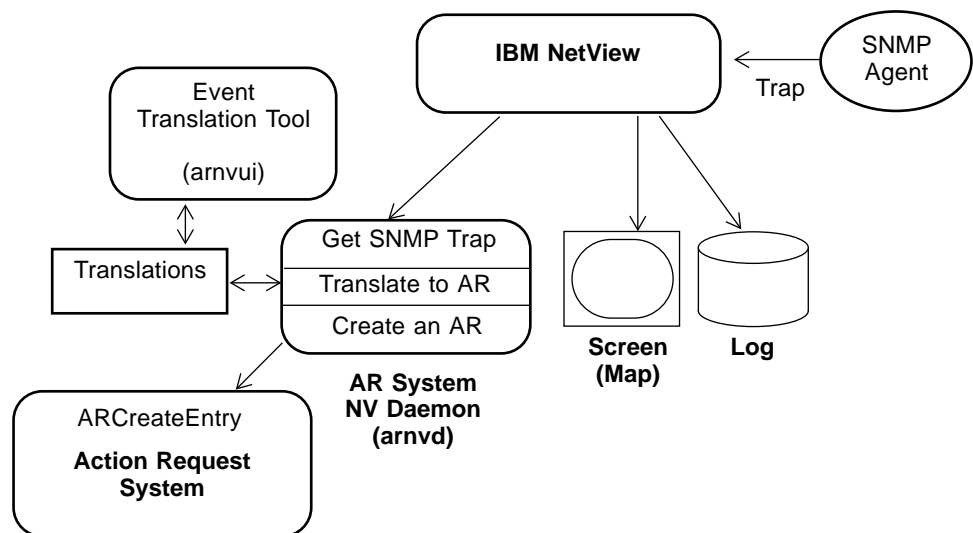 IBM NetView
SNMP
Agent
Trap
Event
Translation Tool
(arnvui)
Get SNMP Trap
Translations
Translate to AR
Create an AR
Screen
(Map)
Log
AR System
NV Daemon
(arnvd)
ARCreateEntry
Action Request
System